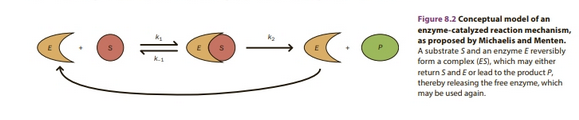 E + S k₁ k₋₁ E S k₂ E + P
Figure 8.2 Conceptual model of an
enzyme-catalyzed reaction mechanism,
as proposed by Michaelis and Menten.
A substrate S and an enzyme E reversibly
form a complex (ES), which may either
return S and E or lead to the product P,
thereby releasing the free enzyme, which
may be used again.